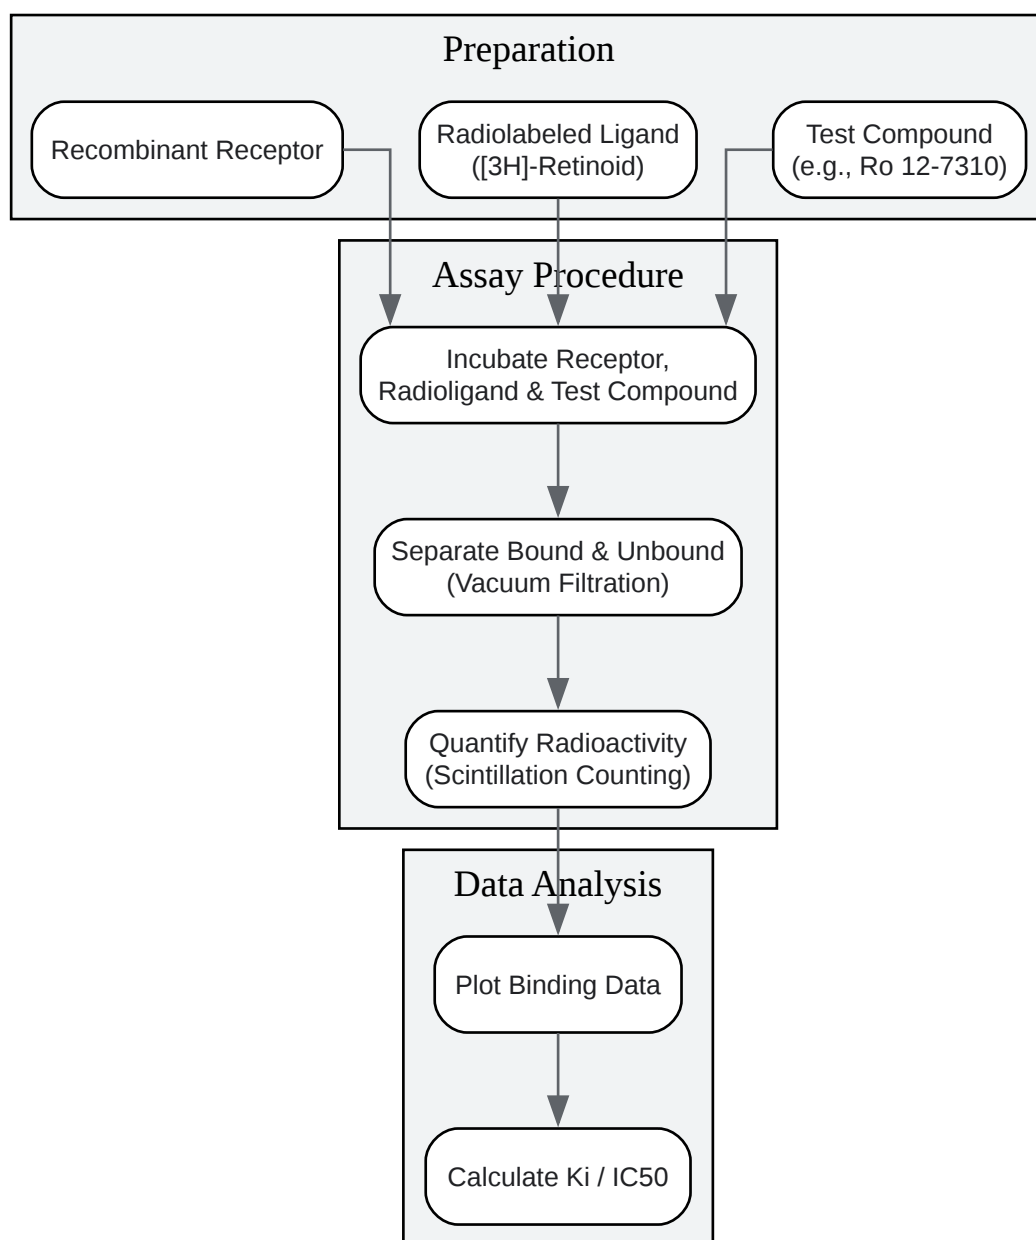 Preparation
Recombinant Receptor
Radiolabeled Ligand
([3H]-Retinoid)
Test Compound
(e.g., Ro 12-7310)
Assay Procedure
Incubate Receptor,
Radioligand & Test Compound
Separate Bound & Unbound
(Vacuum Filtration)
Quantify Radioactivity
(Scintillation Counting)
Data Analysis
Plot Binding Data
Calculate Ki / IC50